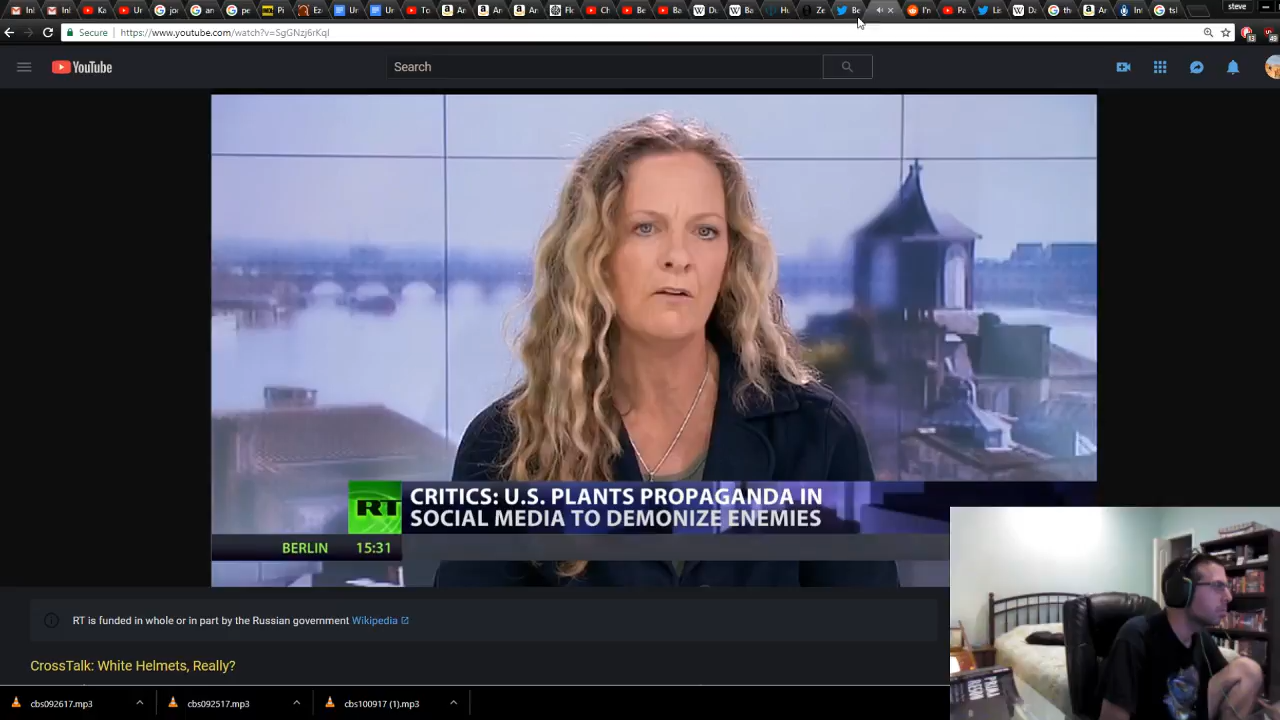 steve
Secure
https://www.youtube.com/watch?v=SgGNzj6rKqI
YouTube
Search
CRITICS: U.S. PLANTS PROPAGANDA IN
SOCIAL MEDIA TO DEMONIZE ENEMIES
RT
BERLIN 15:31
RT is funded in whole or in part by the Russian government Wikipedia
CrossTalk: White Helmets, Really?
cbs092617.mp3
cbs092517.mp3
cbs100917 (1).mp3